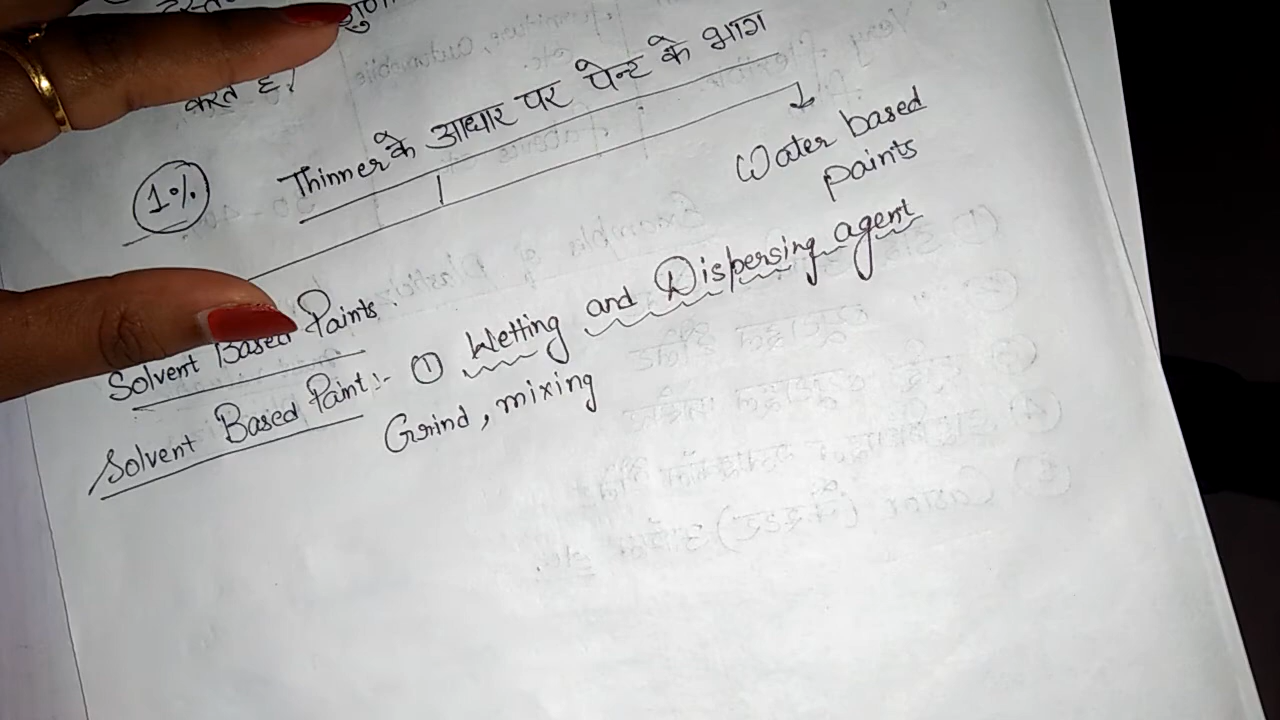 करते है।
1%
Thinner के आधार पर पेन्ट के भाग
Water based
paints
Solvent Based Paints.
Solvent Based Paint:- ① Wetting and Dispersing agent
Grind, mixing